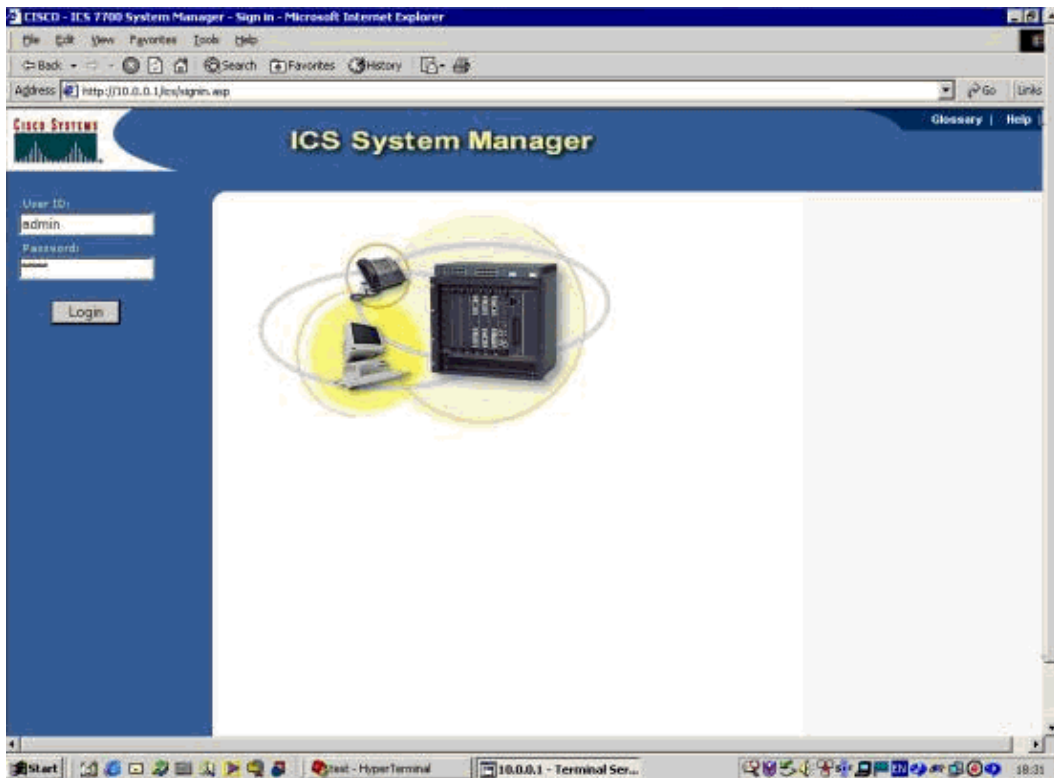 CISCO - ICS 7700 System Manager - Sign in - Microsoft Internet Explorer
File Edit View Favorites Tools Help
Back Search Favorites History
Address http://10.0.0.1/ics/signin.asp Go Links
CISCO SYSTEMS
ICS System Manager
Glossary | Help |
User ID:
admin
Password:
Login
Start test - HyperTerminal 10.0.0.1 - Terminal Ser... EN 18:31